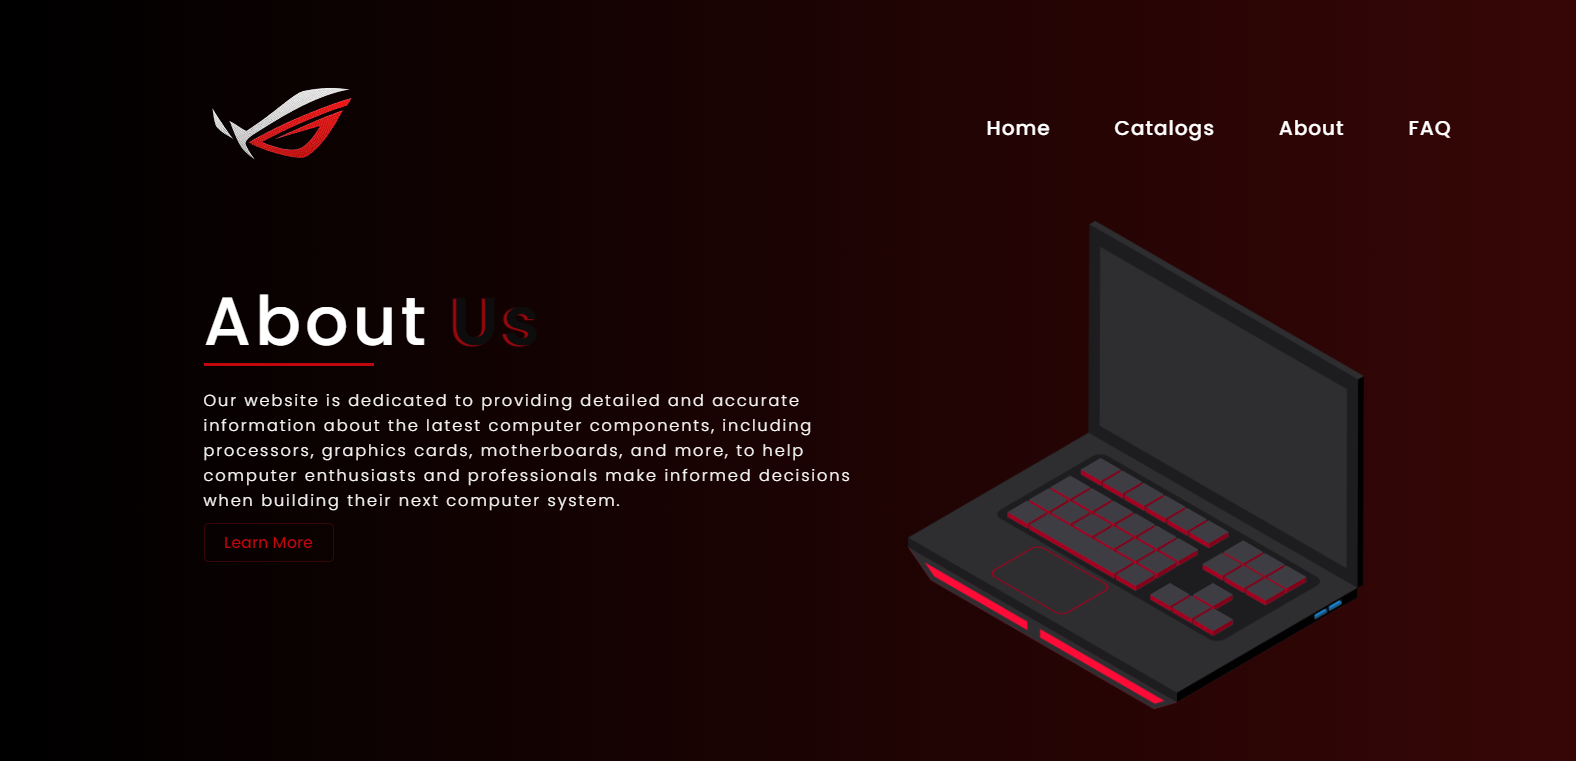 Home Catalogs About FAQ
About Us
Our website is dedicated to providing detailed and accurate
information about the latest computer components, including
processors, graphics cards, motherboards, and more, to help
computer enthusiasts and professionals make informed decisions
when building their next computer system.
Learn More